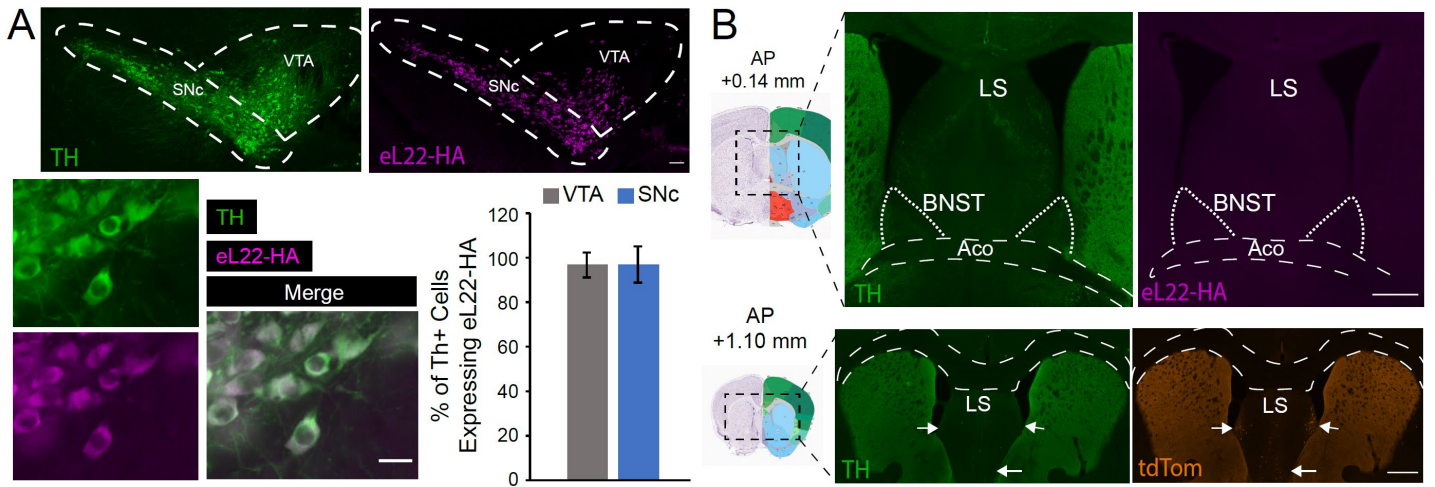 A
SNc
VTA
TH
SNc
VTA
eL22-HA
TH
eL22-HA
Merge
VTA SNc
% of Th+ Cells
Expressing eL22-HA
120
100
80
60
40
20
0
B
AP
+0.14 mm
LS
BNST
Aco
TH
LS
BNST
Aco
eL22-HA
AP
+1.10 mm
LS
TH
LS
tdTom